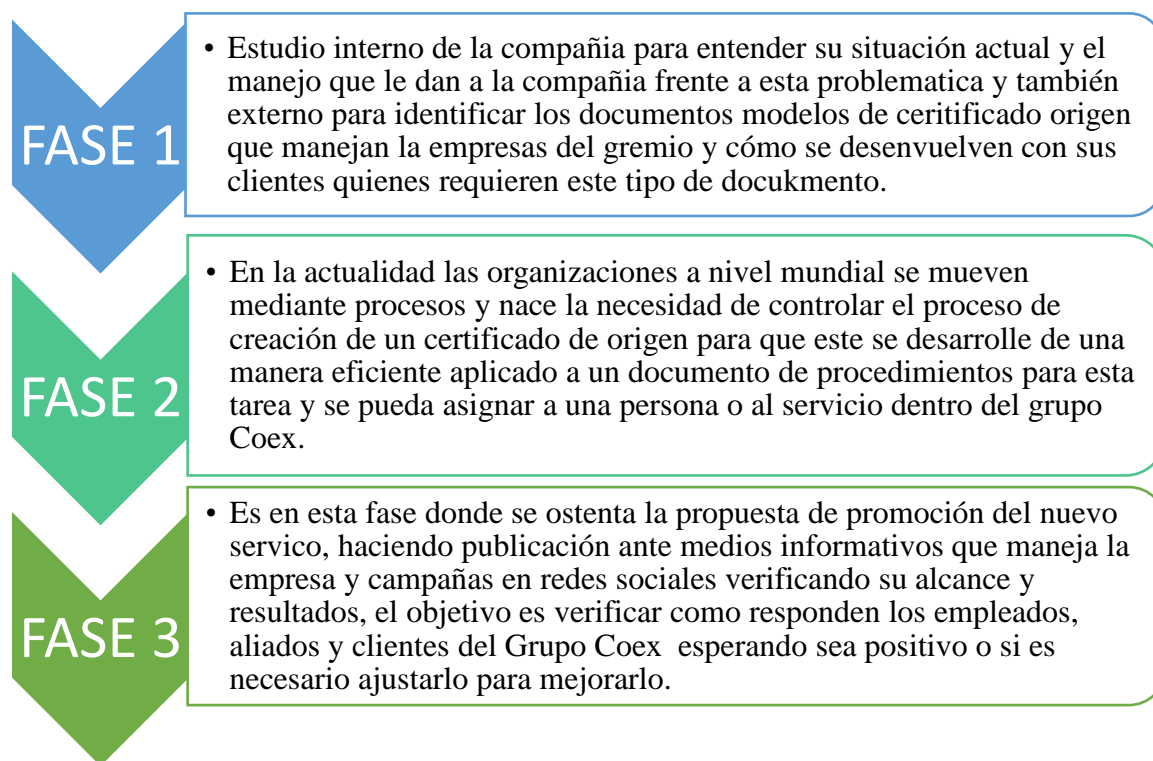 FASE 1
• Estudio interno de la compañia para entender su situación actual y el
manejo que le dan a la compañia frente a esta problematica y también
externo para identificar los documentos modelos de ceritificado origen
que manejan la empresas del gremio y cómo se desenvuelven con sus
clientes quienes requieren este tipo de docukmento.
FASE 2
• En la actualidad las organizaciones a nivel mundial se mueven
mediante procesos y nace la necesidad de controlar el proceso de
creación de un certificado de origen para que este se desarrolle de una
manera eficiente aplicado a un documento de procedimientos para esta
tarea y se pueda asignar a una persona o al servicio dentro del grupo
Coex.
FASE 3
• Es en esta fase donde se ostenta la propuesta de promoción del nuevo
servico, haciendo publicación ante medios informativos que maneja la
empresa y campañas en redes sociales verificando su alcance y
resultados, el objetivo es verificar como responden los empleados,
aliados y clientes del Grupo Coex esperando sea positivo o si es
necesario ajustarlo para mejorarlo.